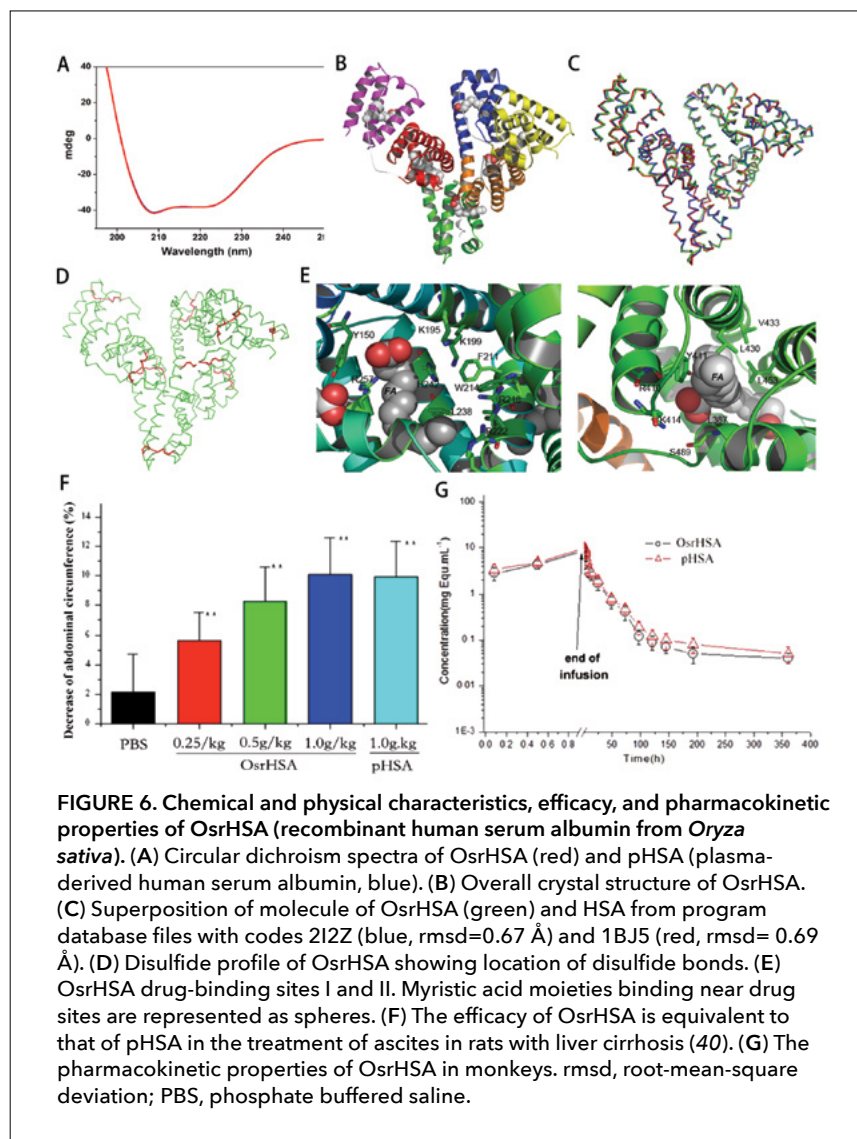 A
40
20
0
-20
-40
mdeg
200
210
220
230
240
Wavelength (nm)
B
C
D
E
Y150
K195
K199
F211
W214
H242
L238
R257
R218
R222
FA
V433
L430
Y411
L453
R410
K414
L387
S489
FA
F
Decrease of abdominal circumference (%)
14
12
10
8
6
4
2
0
PBS
0.25/kg
0.5g/kg
1.0g/kg
1.0g.kg
OsrHSA
pHSA
G
Concentration(mg Equ.mL⁻¹)
100
10
1
0.1
0.01
1E-3
OsrHSA
pHSA
end of
infusion
0.0 0.2 0.4 0.6 0.8
50 100 150 200 250 300 350 400
Time(h)
FIGURE 6. Chemical and physical characteristics, efficacy, and pharmacokinetic
properties of OsrHSA (recombinant human serum albumin from Oryza
sativa). (A) Circular dichroism spectra of OsrHSA (red) and pHSA (plasma-
derived human serum albumin, blue). (B) Overall crystal structure of OsrHSA.
(C) Superposition of molecule of OsrHSA (green) and HSA from program
database files with codes 2I2Z (blue, rmsd=0.67 Å) and 1BJ5 (red, rmsd= 0.69
Å). (D) Disulfide profile of OsrHSA showing location of disulfide bonds. (E)
OsrHSA drug-binding sites I and II. Myristic acid moieties binding near drug
sites are represented as spheres. (F) The efficacy of OsrHSA is equivalent to
that of pHSA in the treatment of ascites in rats with liver cirrhosis (40). (G) The
pharmacokinetic properties of OsrHSA in monkeys. rmsd, root-mean-square
deviation; PBS, phosphate buffered saline.